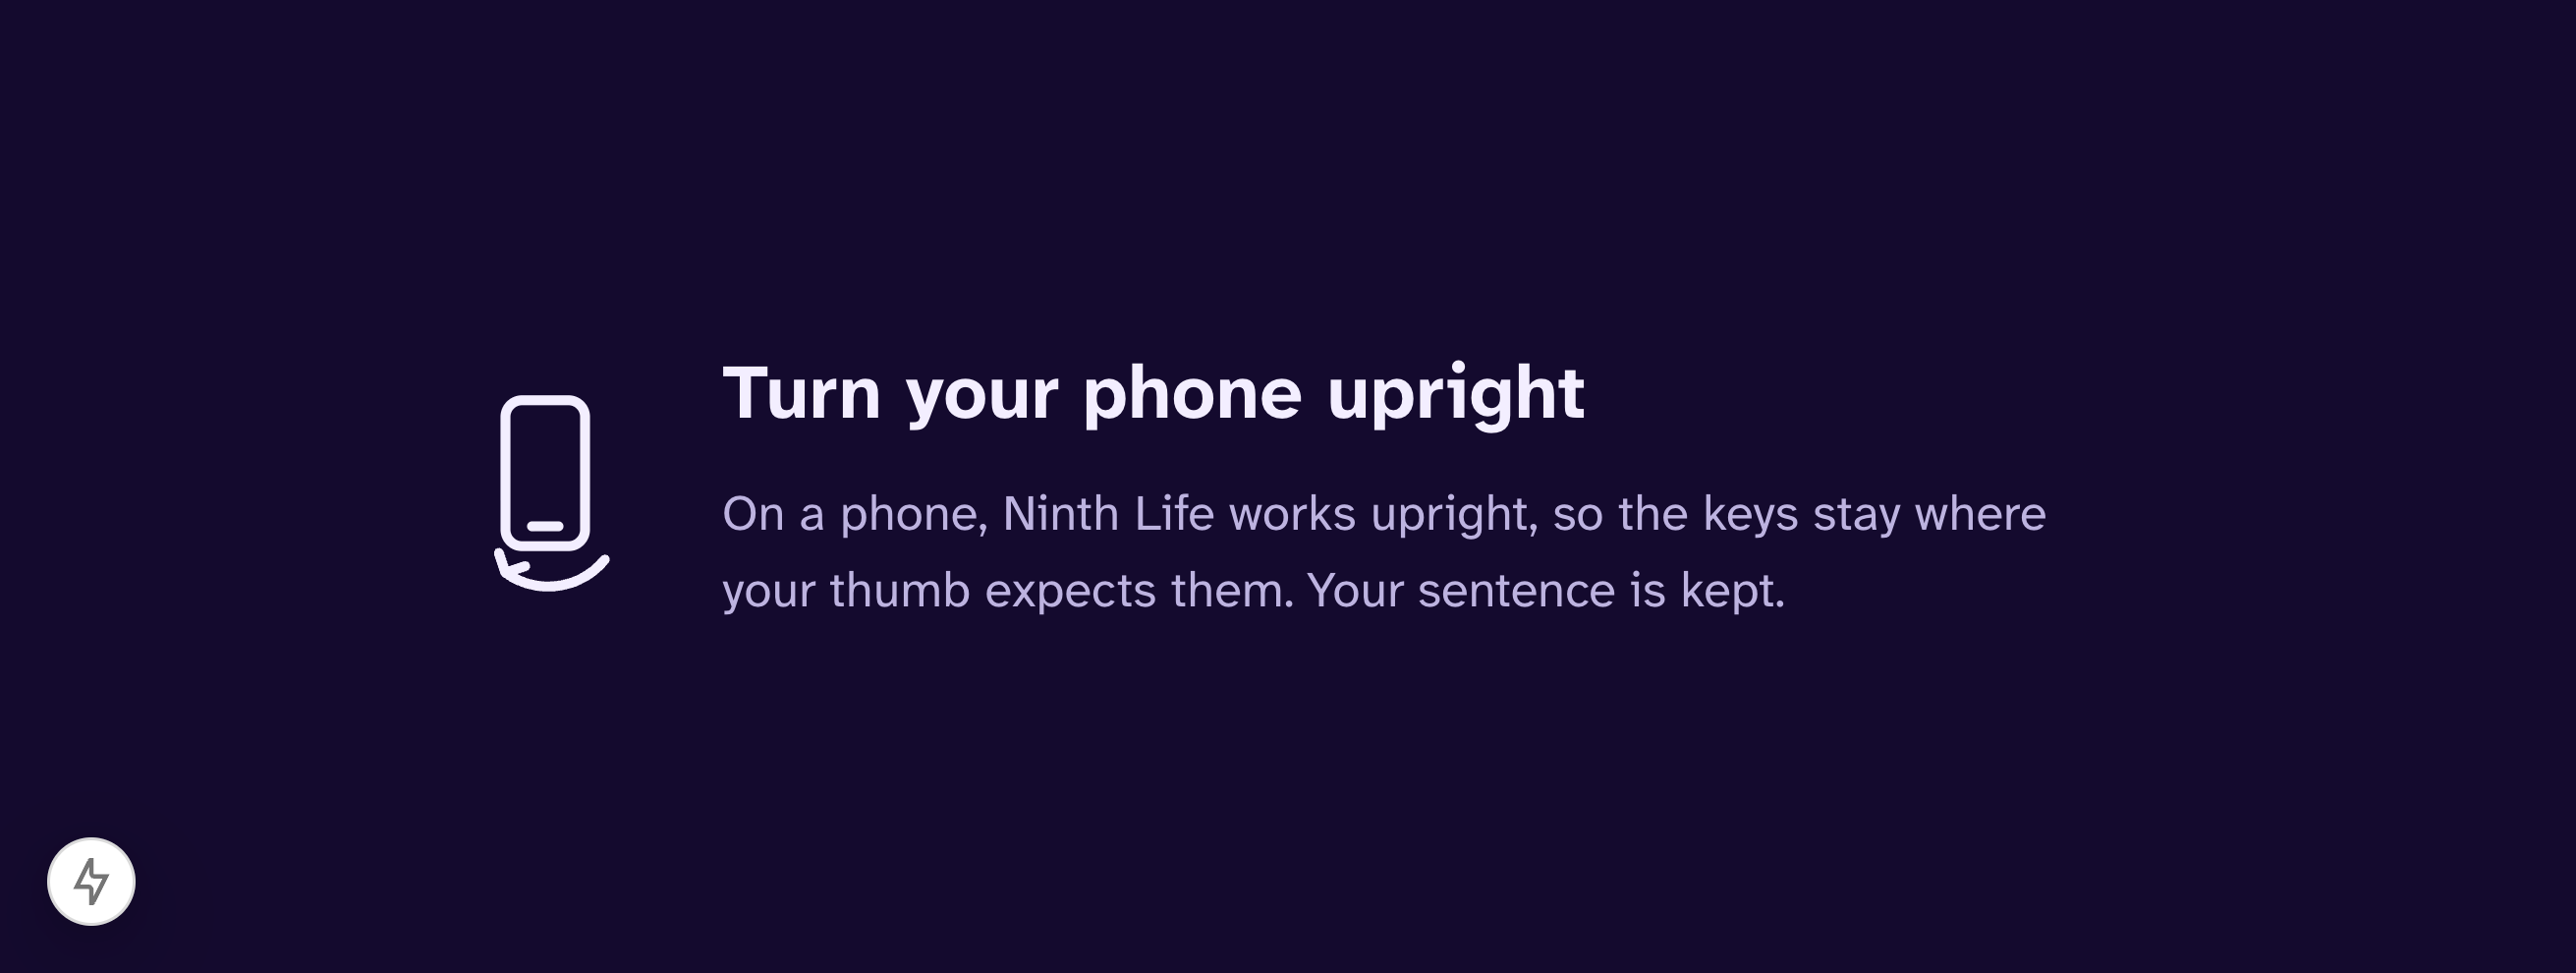 Turn your phone upright
On a phone, Ninth Life works upright, so the keys stay where
your thumb expects them. Your sentence is kept.